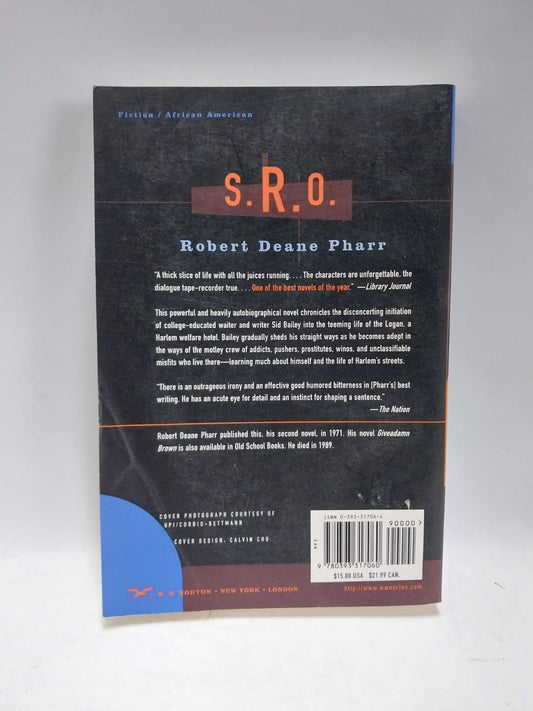 Fiction / African American
S.R.O.
Robert Deane Pharr
"A thick slice of life with all the juices running. . . . The characters are unforgettable, the
dialogue tape-recorder true. . . . One of the best novels of the year." —Library Journal
This powerful and heavily autobiographical novel chronicles the disconcerting initiation
of college-educated waiter and writer Sid Bailey into the teeming life of the Logan, a
Harlem welfare hotel. Bailey gradually sheds his straight ways as he becomes adept in
the ways of the motley crew of addicts, pushers, prostitutes, winos, and unclassifiable
misfits who live there—learning much about himself and the life of Harlem's streets.
"There is an outrageous irony and an effective good humored bitterness in [Pharr's] best
writing. He has an acute eye for detail and an instinct for shaping a sentence."
—The Nation
Robert Deane Pharr published this, his second novel, in 1971. His novel Giveadamn
Brown is also available in Old School Books. He died in 1989.
COVER PHOTOGRAPH COURTESY OF
UPI/CORBIS-BETTMANN
COVER DESIGN: CALVIN CHU
ISBN 0-393-31706-4
90000>
CAN
9 780393 317060
$15.00 USA $21.99 CAN.
W W NORTON • NEW YORK • LONDON
http://www.wwnorton.com